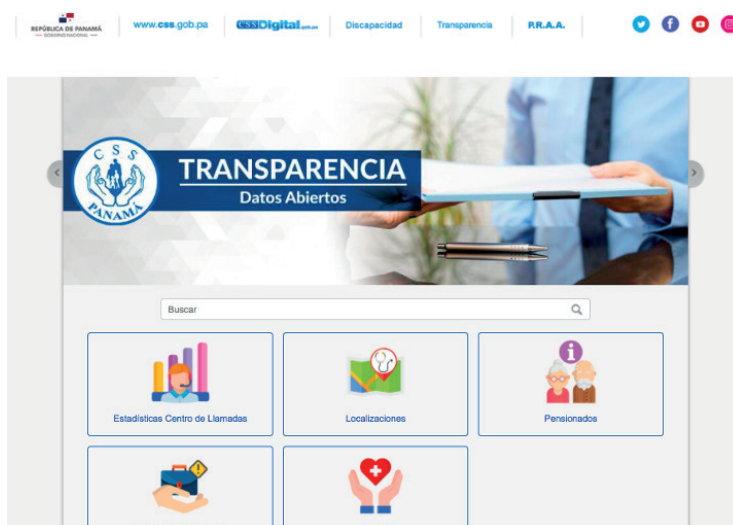 REPÚBLICA DE PANAMÁ
— GOBIERNO NACIONAL —
www.css.gob.pa
CSSDigital
Discapacidad
Transparencia
P.R.A.A.
CSS
PANAMÁ
TRANSPARENCIA
Datos Abiertos
Buscar
Estadísticas Centro de Llamadas
Localizaciones
Pensionados